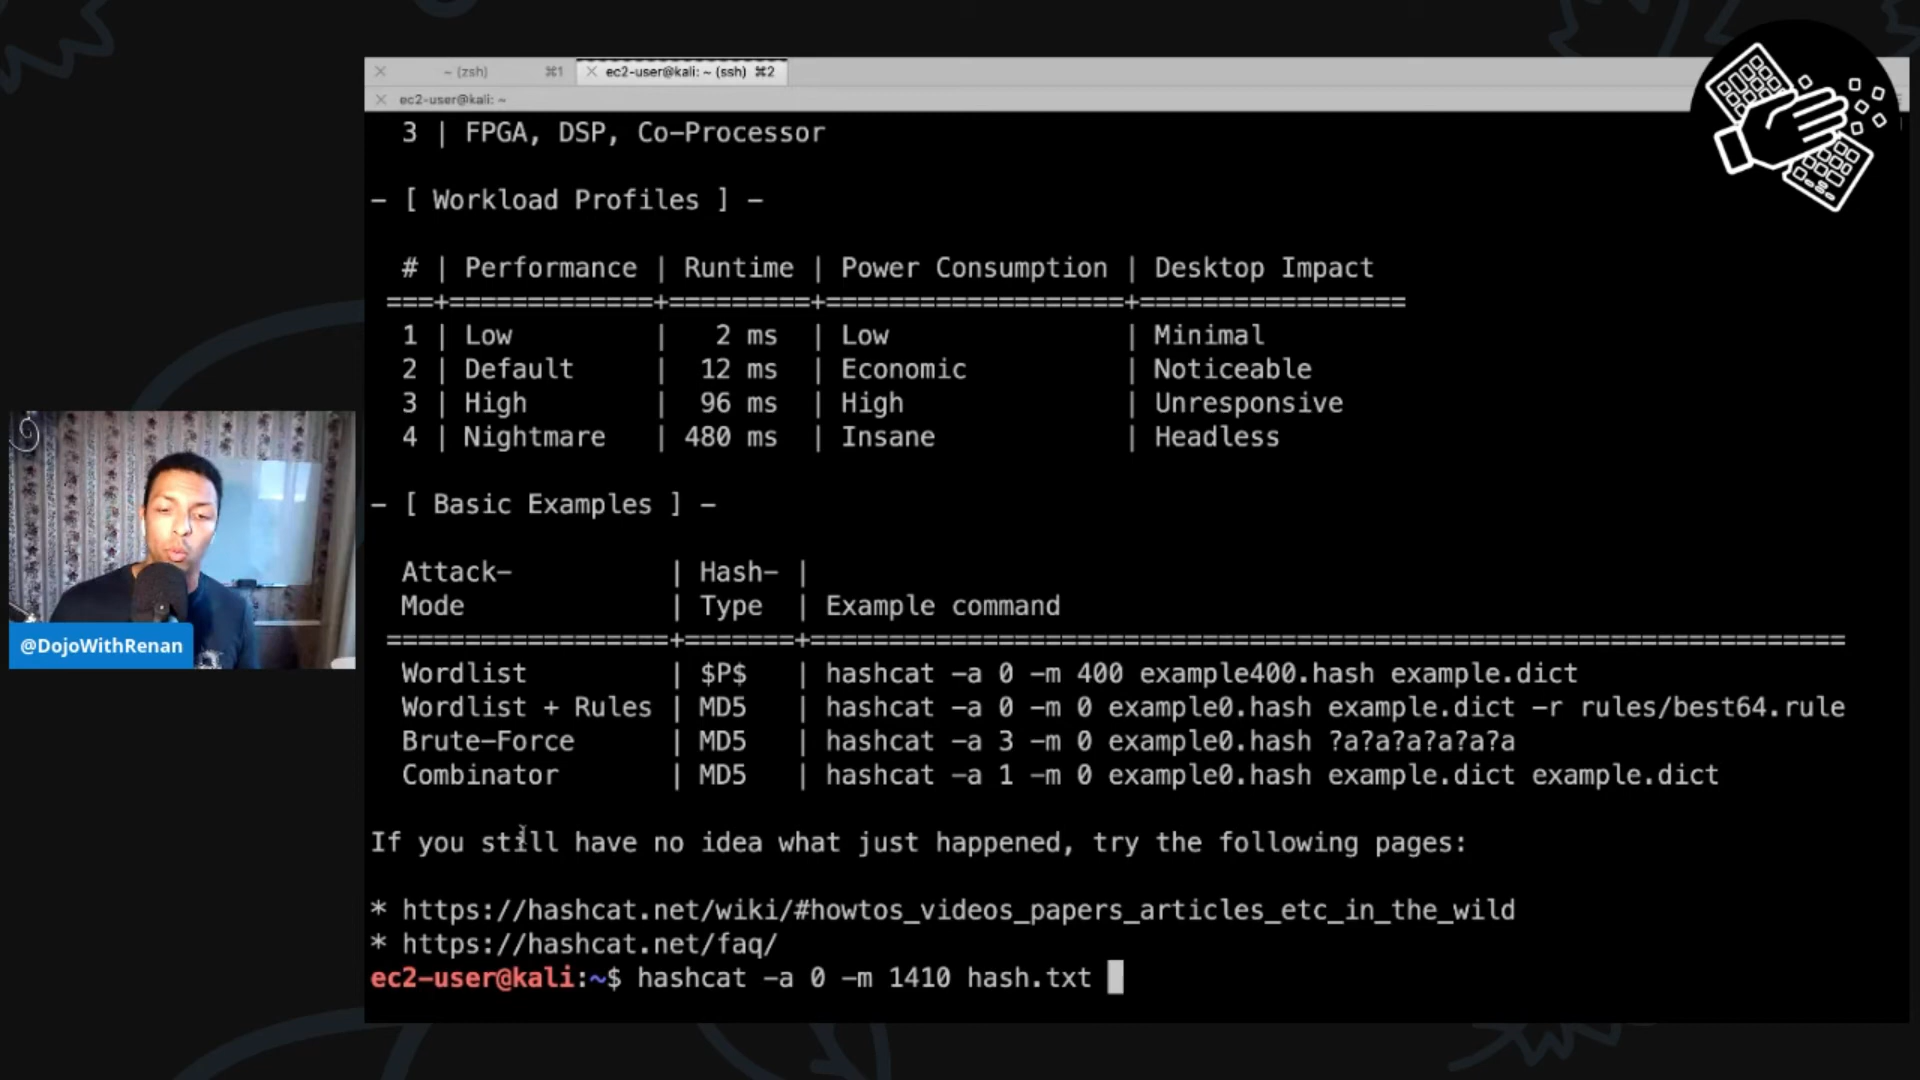 ~ (zsh) ⌘1 ec2-user@kali: ~ (ssh) ⌘2
ec2-user@kali: ~
3 | FPGA, DSP, Co-Processor
- [ Workload Profiles ] -
# | Performance | Runtime | Power Consumption | Desktop Impact
===+=============+=========+===================+=================
1 | Low | 2 ms | Low | Minimal
2 | Default | 12 ms | Economic | Noticeable
3 | High | 96 ms | High | Unresponsive
4 | Nightmare | 480 ms | Insane | Headless
- [ Basic Examples ] -
Attack- | Hash- |
Mode | Type | Example command
==================+=======+==================================================================
Wordlist | $P$ | hashcat -a 0 -m 400 example400.hash example.dict
Wordlist + Rules | MD5 | hashcat -a 0 -m 0 example0.hash example.dict -r rules/best64.rule
Brute-Force | MD5 | hashcat -a 3 -m 0 example0.hash ?a?a?a?a?a?a
Combinator | MD5 | hashcat -a 1 -m 0 example0.hash example.dict example.dict
If you still have no idea what just happened, try the following pages:
* https://hashcat.net/wiki/#howtos_videos_papers_articles_etc_in_the_wild
* https://hashcat.net/faq/
ec2-user@kali:~$ hashcat -a 0 -m 1410 hash.txt
@DojoWithRenan